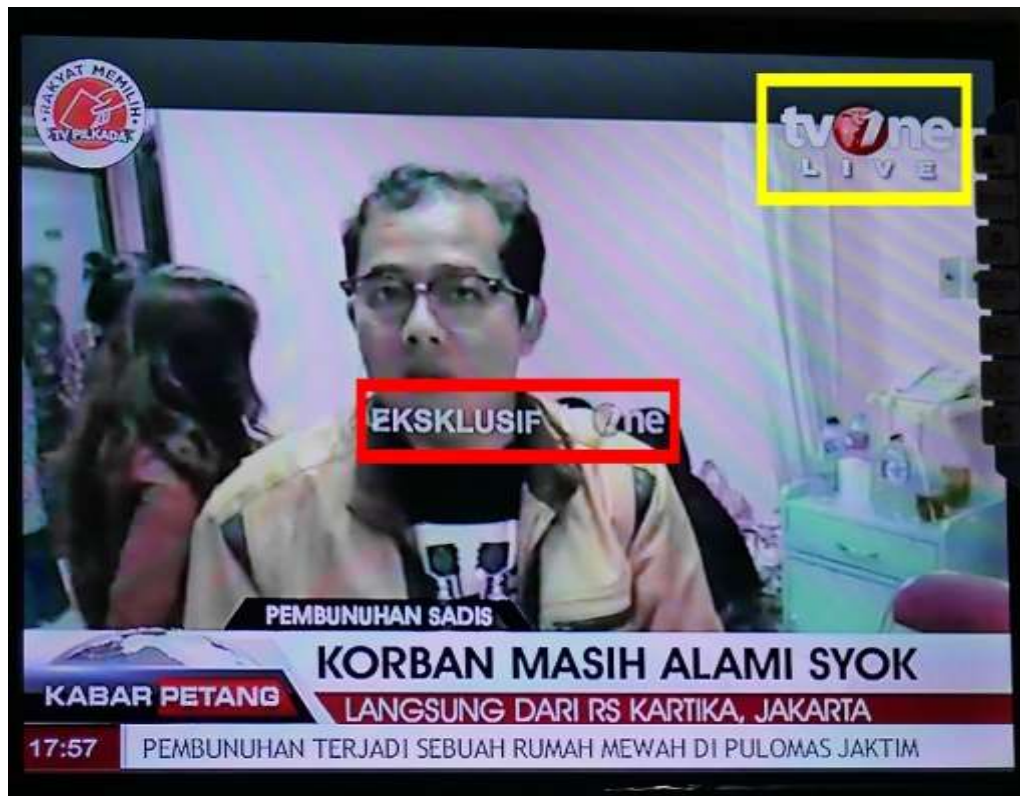 RAKYAT MEMILIH
TV PILKADA
tvOne
LIVE
EKSKLUSIF tvOne
PEMBUNUHAN SADIS
KORBAN MASIH ALAMI SYOK
KABAR PETANG
LANGSUNG DARI RS KARTIKA, JAKARTA
17:57
PEMBUNUHAN TERJADI SEBUAH RUMAH MEWAH DI PULOMAS JAKTIM